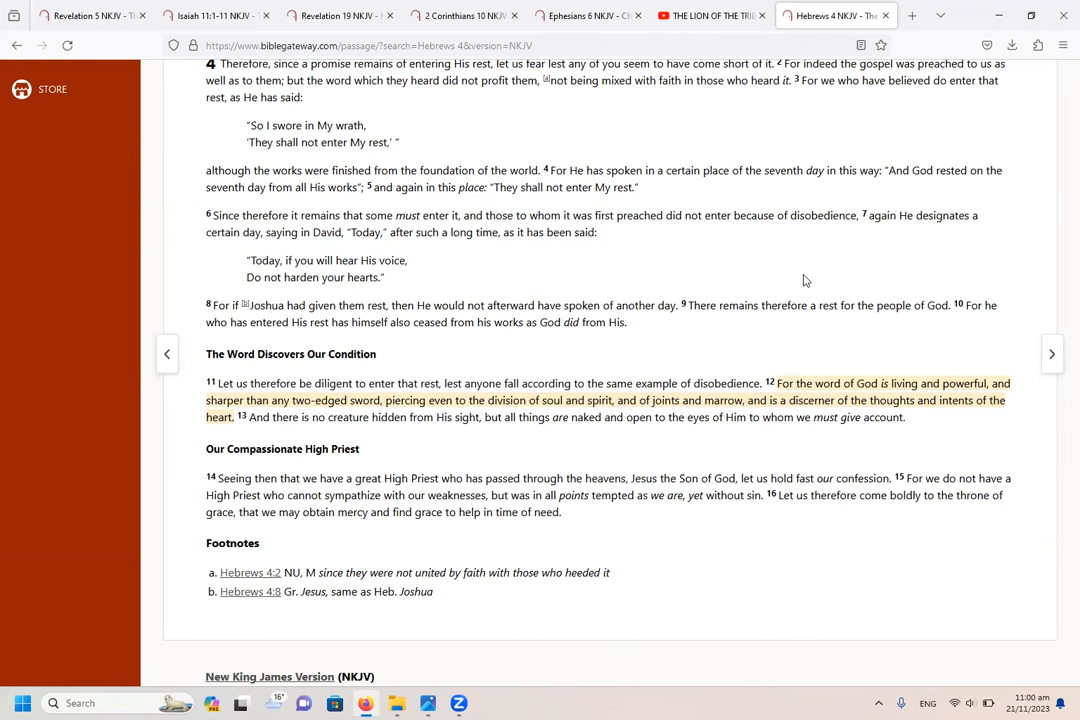 Revelation 5 NKJV - Th
Isaiah 11:1-11 NKJV - T
Revelation 19 NKJV - H
2 Corinthians 10 NKJV
Ephesians 6 NKJV - Ch
THE LION OF THE TRIB
Hebrews 4 NKJV - The
https://www.biblegateway.com/passage/?search=Hebrews 4&version=NKJV
STORE
4 Therefore, since a promise remains of entering His rest, let us fear lest any of you seem to have come short of it. 2 For indeed the gospel was preached to us as
well as to them; but the word which they heard did not profit them, [a]not being mixed with faith in those who heard it. 3 For we who have believed do enter that
rest, as He has said:
“So I swore in My wrath,
‘They shall not enter My rest,’ ”
although the works were finished from the foundation of the world. 4 For He has spoken in a certain place of the seventh day in this way: “And God rested on the
seventh day from all His works”; 5 and again in this place: “They shall not enter My rest.”
6 Since therefore it remains that some must enter it, and those to whom it was first preached did not enter because of disobedience, 7 again He designates a
certain day, saying in David, “Today,” after such a long time, as it has been said:
“Today, if you will hear His voice,
Do not harden your hearts.”
8 For if [b]Joshua had given them rest, then He would not afterward have spoken of another day. 9 There remains therefore a rest for the people of God. 10 For he
who has entered His rest has himself also ceased from his works as God did from His.
The Word Discovers Our Condition
11 Let us therefore be diligent to enter that rest, lest anyone fall according to the same example of disobedience. 12 For the word of God is living and powerful, and
sharper than any two-edged sword, piercing even to the division of soul and spirit, and of joints and marrow, and is a discerner of the thoughts and intents of the
heart. 13 And there is no creature hidden from His sight, but all things are naked and open to the eyes of Him to whom we must give account.
Our Compassionate High Priest
14 Seeing then that we have a great High Priest who has passed through the heavens, Jesus the Son of God, let us hold fast our confession. 15 For we do not have a
High Priest who cannot sympathize with our weaknesses, but was in all points tempted as we are, yet without sin. 16 Let us therefore come boldly to the throne of
grace, that we may obtain mercy and find grace to help in time of need.
Footnotes
a. Hebrews 4:2 NU, M since they were not united by faith with those who heeded it
b. Hebrews 4:8 Gr. Jesus, same as Heb. Joshua
New King James Version (NKJV)
Search
16°
ENG
11:00 am
21/11/2023